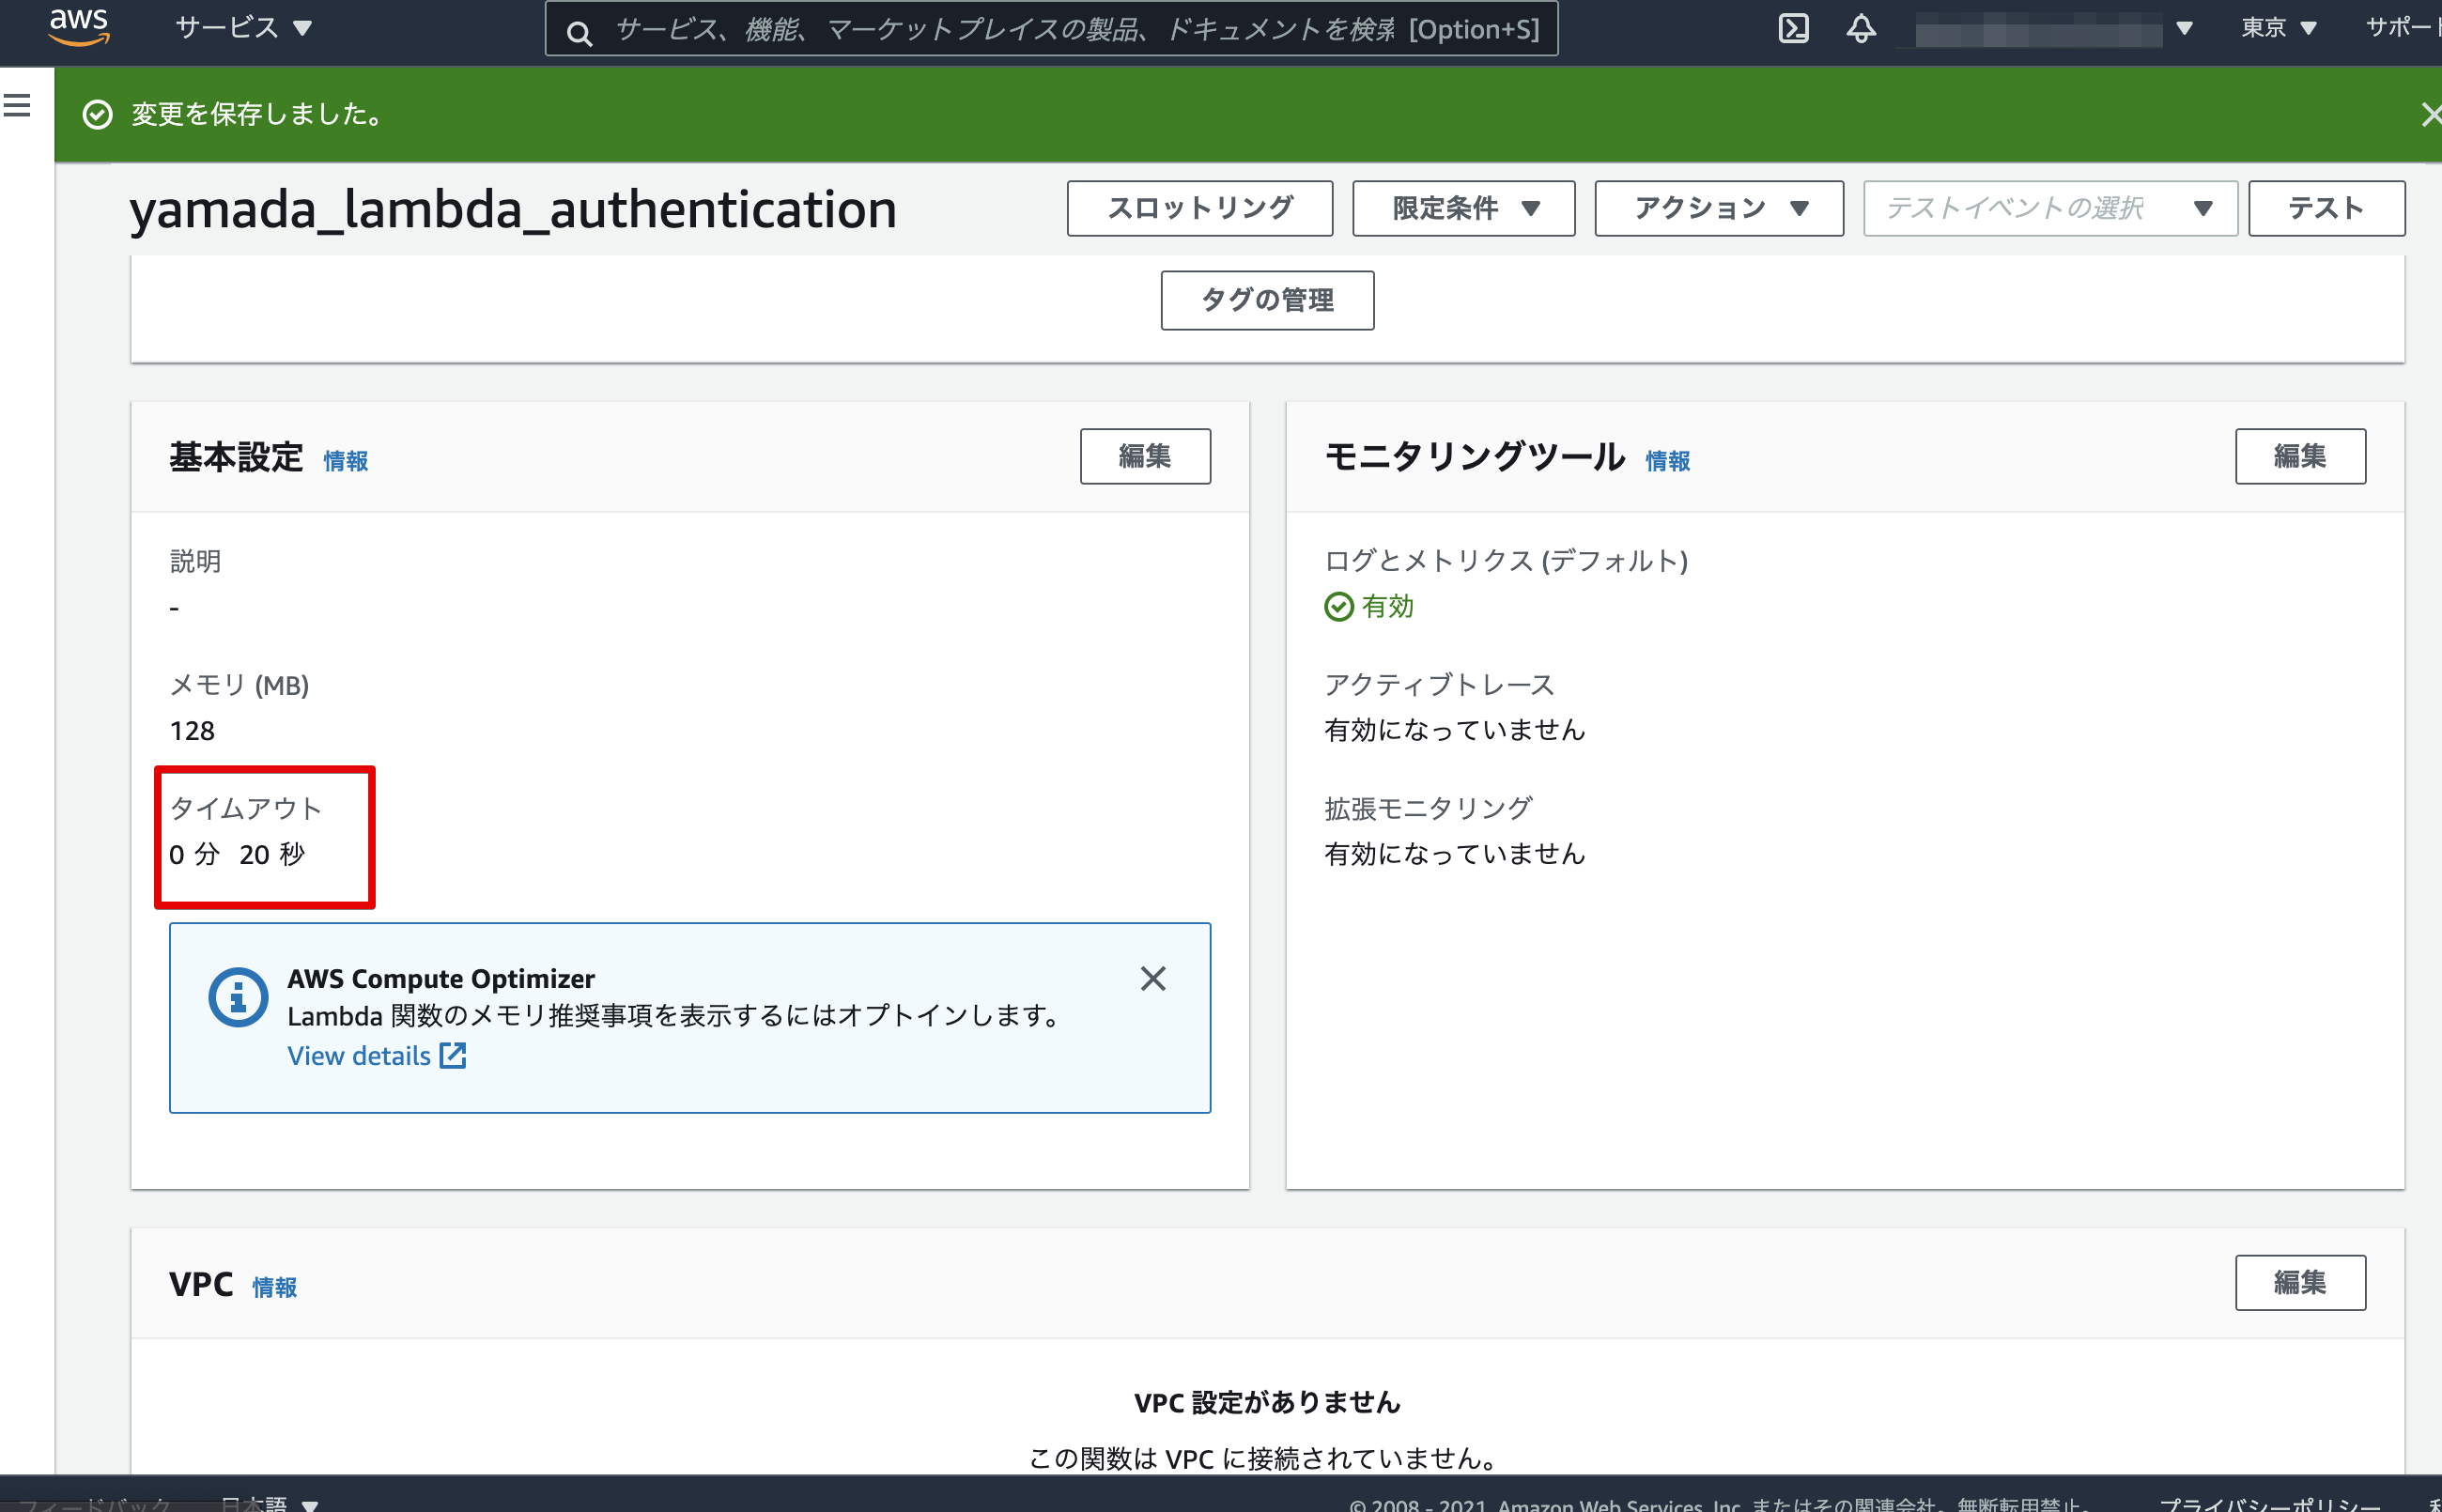 aws サービス ▼ サービス、機能、マーケットプレイスの製品、ドキュメントを検索 [Option+S] 東京 ▼ サポート
変更を保存しました。
yamada_lambda_authentication スロットリング 限定条件 ▼ アクション ▼ テストイベントの選択 ▼ テスト
タグの管理
基本設定 情報 編集
説明
-
メモリ (MB)
128
タイムアウト
0 分 20 秒
AWS Compute Optimizer
Lambda 関数のメモリ推奨事項を表示するにはオプトインします。
View details
モニタリングツール 情報 編集
ログとメトリクス (デフォルト)
有効
アクティブトレース
有効になっていません
拡張モニタリング
有効になっていません
VPC 情報 編集
VPC 設定がありません
この関数は VPC に接続されていません。
フィードバック 日本語 ▼ © 2008 - 2021, Amazon Web Services, Inc. またはその関連会社。無断転用禁止。 プライバシーポリシー